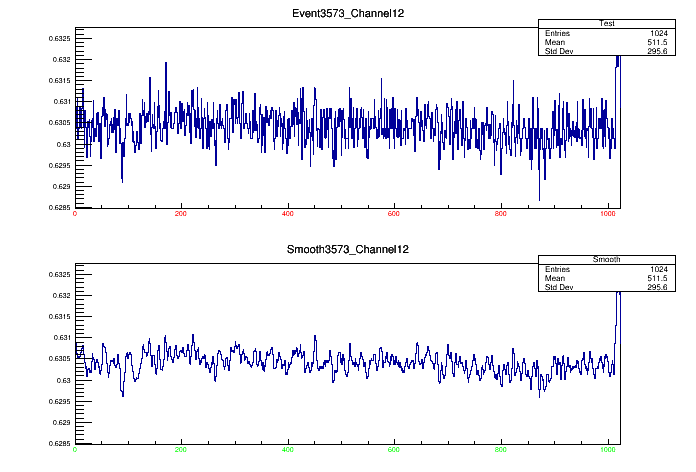 Event3573_Channel12
Test
Entries 1024
Mean 511.5
Std Dev 295.6
0.6325
0.632
0.6315
0.631
0.6305
0.63
0.6295
0.629
0.6285
0 200 400 600 800 1000
Smooth3573_Channel12
Smooth
Entries 1024
Mean 511.5
Std Dev 295.6
0.6325
0.632
0.6315
0.631
0.6305
0.63
0.6295
0.629
0.6285
0 200 400 600 800 1000